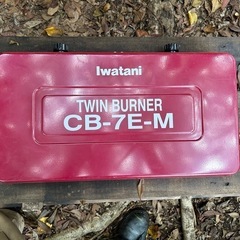 Iwatani
TWIN BURNER
CB-7E-M